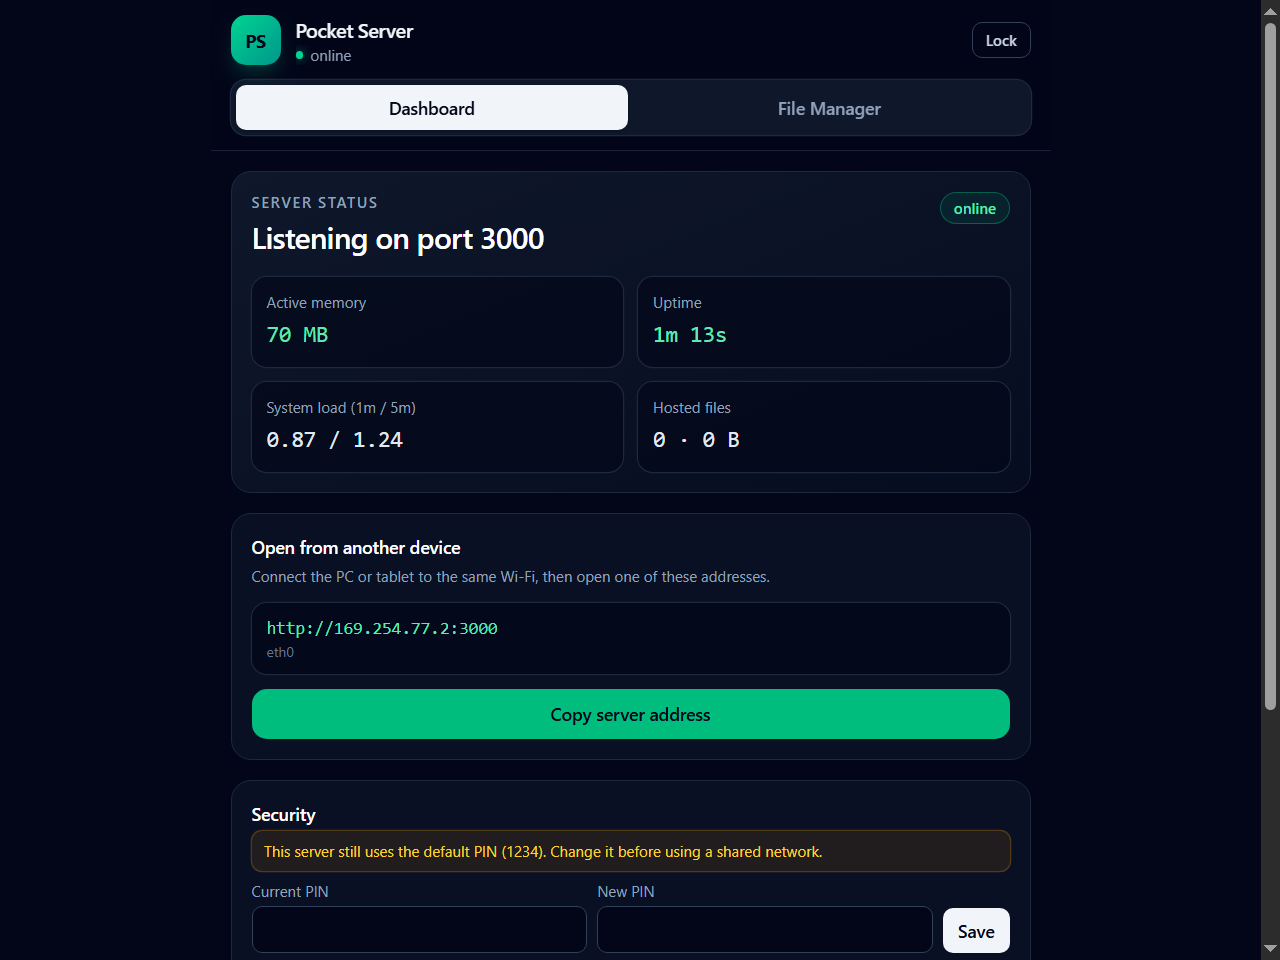 PS
Pocket Server
online
Lock
Dashboard
File Manager
SERVER STATUS
online
Listening on port 3000
Active memory
70 MB
Uptime
1m 13s
System load (1m / 5m)
0.87 / 1.24
Hosted files
0 · 0 B
Open from another device
Connect the PC or tablet to the same Wi-Fi, then open one of these addresses.
http://169.254.77.2:3000
eth0
Copy server address
Security
This server still uses the default PIN (1234). Change it before using a shared network.
Current PIN
New PIN
Save